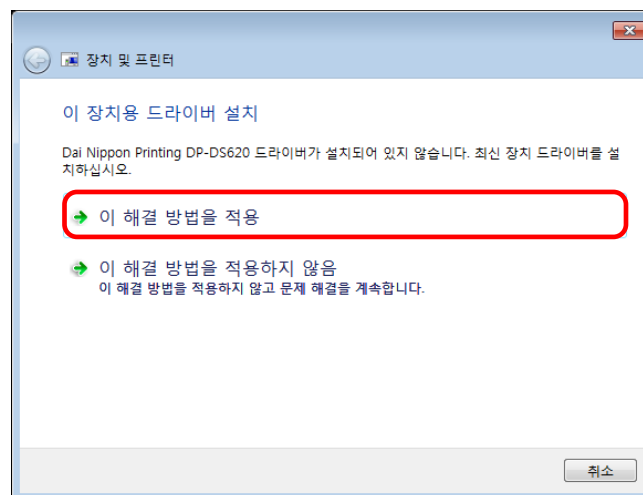 장치 및 프린터
이 장치용 드라이버 설치
Dai Nippon Printing DP-DS620 드라이버가 설치되어 있지 않습니다. 최신 장치 드라이버를 설
치하십시오.
이 해결 방법을 적용
이 해결 방법을 적용하지 않음
이 해결 방법을 적용하지 않고 문제 해결을 계속합니다.
취소